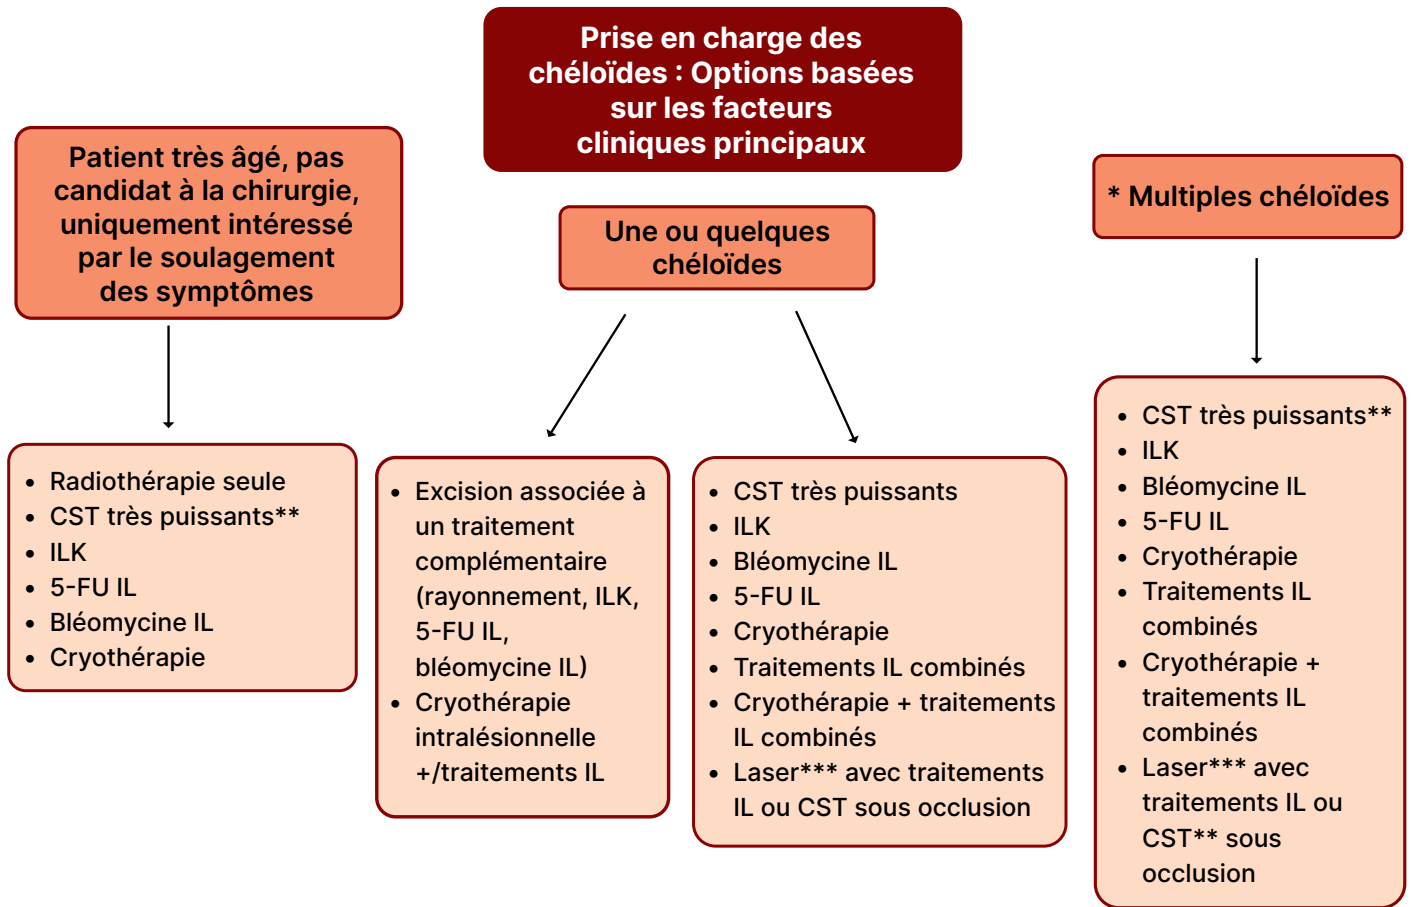 Prise en charge des
chéloïdes : Options basées
sur les facteurs
cliniques principaux
Patient très âgé, pas
candidat à la chirurgie,
uniquement intéressé
par le soulagement
des symptômes
Une ou quelques
chéloïdes
* Multiples chéloïdes
• Radiothérapie seule
• CST très puissants**
• ILK
• 5-FU IL
• Bléomycine IL
• Cryothérapie
• Excision associée à
un traitement
complémentaire
(rayonnement, ILK,
5-FU IL,
bléomycine IL)
• Cryothérapie
intralésionnelle
+/traitements IL
• CST très puissants
• ILK
• Bléomycine IL
• 5-FU IL
• Cryothérapie
• Traitements IL combinés
• Cryothérapie + traitements
IL combinés
• Laser*** avec traitements
IL ou CST sous occlusion
• CST très puissants**
• ILK
• Bléomycine IL
• 5-FU IL
• Cryothérapie
• Traitements IL
combinés
• Cryothérapie +
traitements IL
combinés
• Laser*** avec
traitements IL ou
CST** sous
occlusion